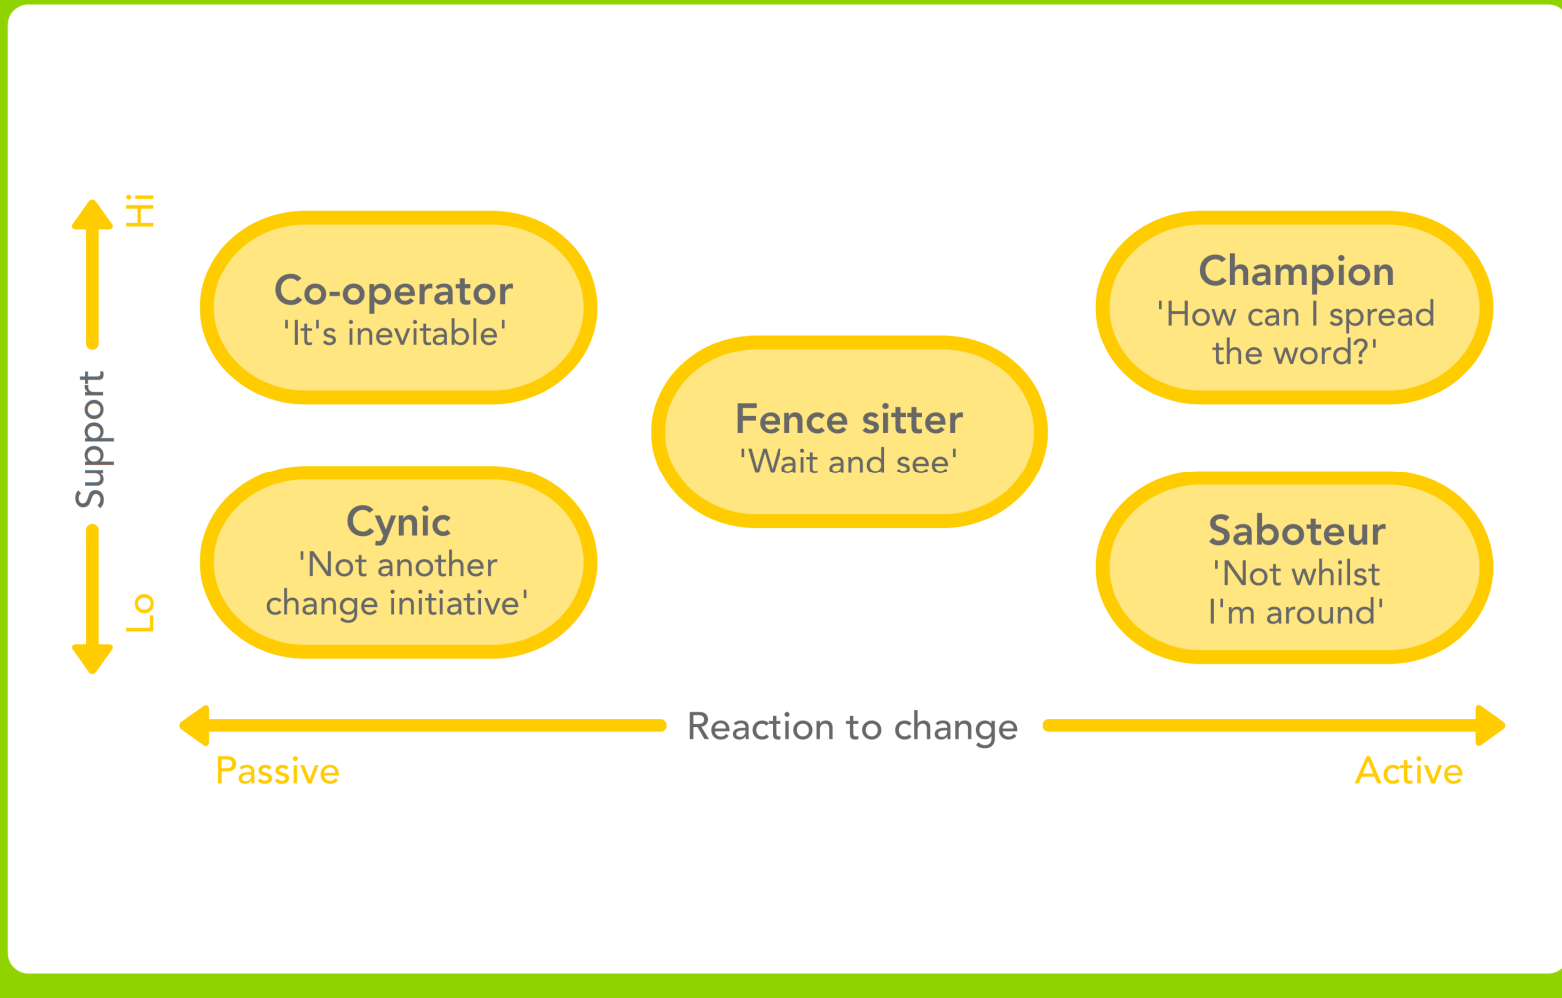 Hi
Support
Lo
Co-operator
'It's inevitable'
Champion
'How can I spread
the word?'
Fence sitter
'Wait and see'
Cynic
'Not another
change initiative'
Saboteur
'Not whilst
I'm around'
Reaction to change
Passive
Active